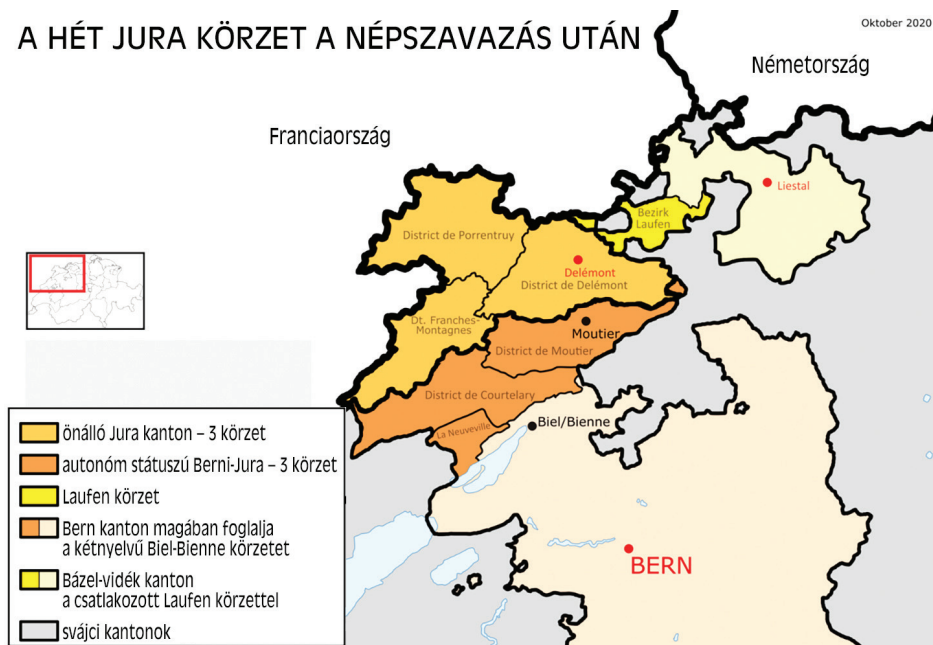 A HÉT JURA KÖRZET A NÉPSZAVAZÁS UTÁN
Oktober 2020
Németország
Franciaország
Liestal
Bezirk
Laufen
District de Porrentruy
Delémont
District de Delémont
Dt. Franches-
Montagnes
Moutier
District de Moutier
District de Courtelary
La Neuveville
Biel/Bienne
BERN
önálló Jura kanton – 3 körzet
autonóm státuszú Berni-Jura – 3 körzet
Laufen körzet
Bern kanton magában foglalja
a kétnyelvű Biel-Bienne körzetet
Bázel-vidék kanton
a csatlakozott Laufen körzettel
svájci kantonok